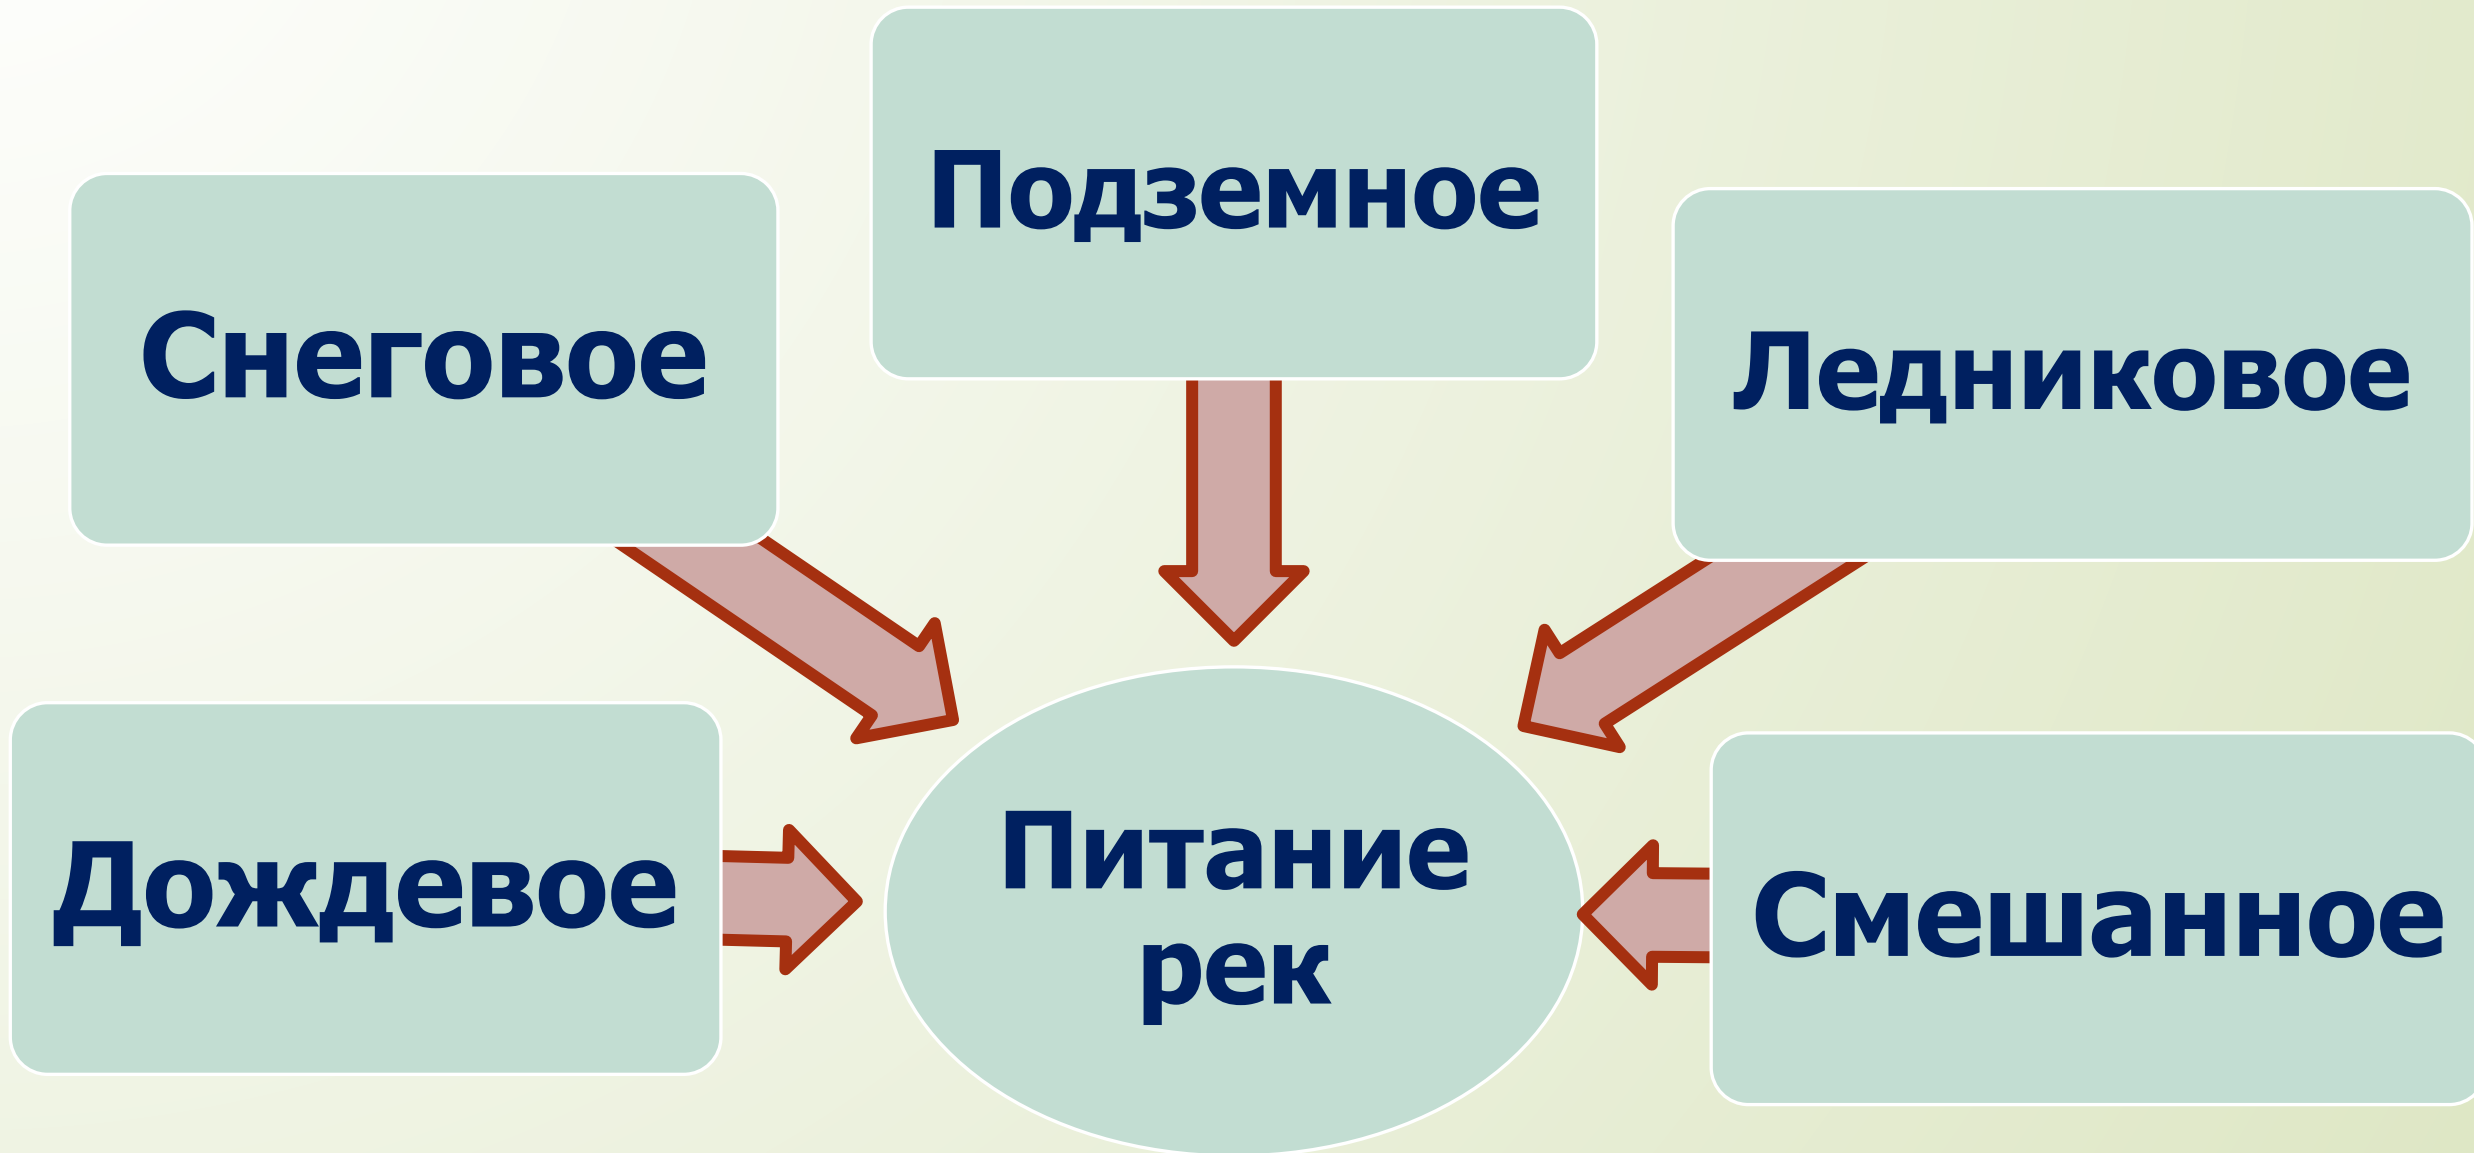 Подземное
Снеговое
Ледниковое
Дождевое
Питание
рек
Смешанное